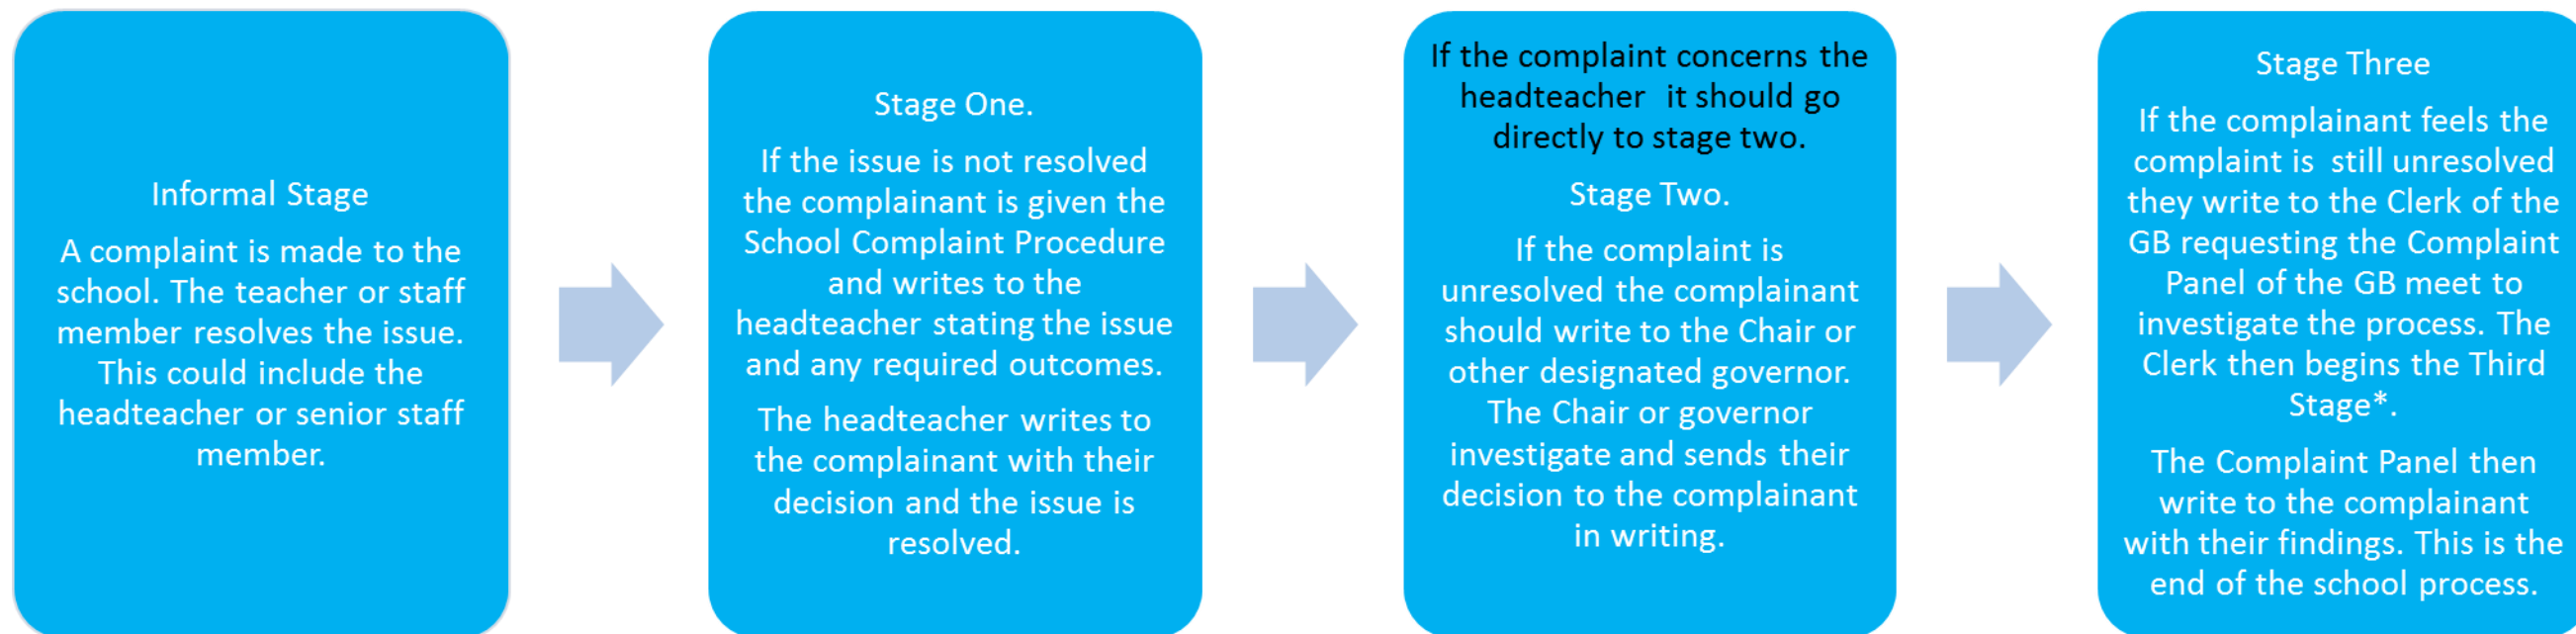 Informal Stage
A complaint is made to the
school. The teacher or staff
member resolves the issue.
This could include the
headteacher or senior staff
member.
Stage One.
If the issue is not resolved
the complainant is given the
School Complaint Procedure
and writes to the
headteacher stating the issue
and any required outcomes.
The headteacher writes to
the complainant with their
decision and the issue is
resolved.
If the complaint concerns the
headteacher it should go
directly to stage two.
Stage Two.
If the complaint is
unresolved the complainant
should write to the Chair or
other designated governor.
The Chair or governor
investigate and sends their
decision to the complainant
in writing.
Stage Three
If the complainant feels the
complaint is still unresolved
they write to the Clerk of the
GB requesting the Complaint
Panel of the GB meet to
investigate the process. The
Clerk then begins the Third
Stage*.
The Complaint Panel then
write to the complainant
with their findings. This is the
end of the school process.